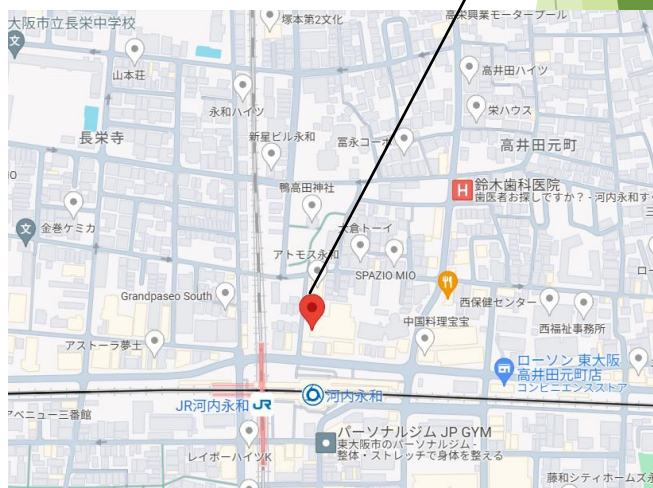 大阪市立長栄中学校
塚本第2文化
高栄興業モータープール
山本荘
高井田ハイツ
永和ハイツ
栄ハウス
長栄寺
新星ビル永和
冨永コーポ
高井田元町
鴨高田神社
鈴木歯科医院
歯医者お探しですか？ - 河内永和すぐ
金巻ケミカ
大倉トーイ
アトモス永和
SPAZIO MIO
ロー
Grandpaseo South
西保健センター
中国料理宝宝
西福祉事務所
アストーラ夢士
ローソン 東大阪
高井田元町店
コンビニエンスストア
JR河内永和
JR
河内永和
アベニュー三番館
パーソナルジム JP GYM
東大阪市のパーソナルジム -
整体・ストレッチで身体を整える
レイボーハイツK
藤和シティホームズ永